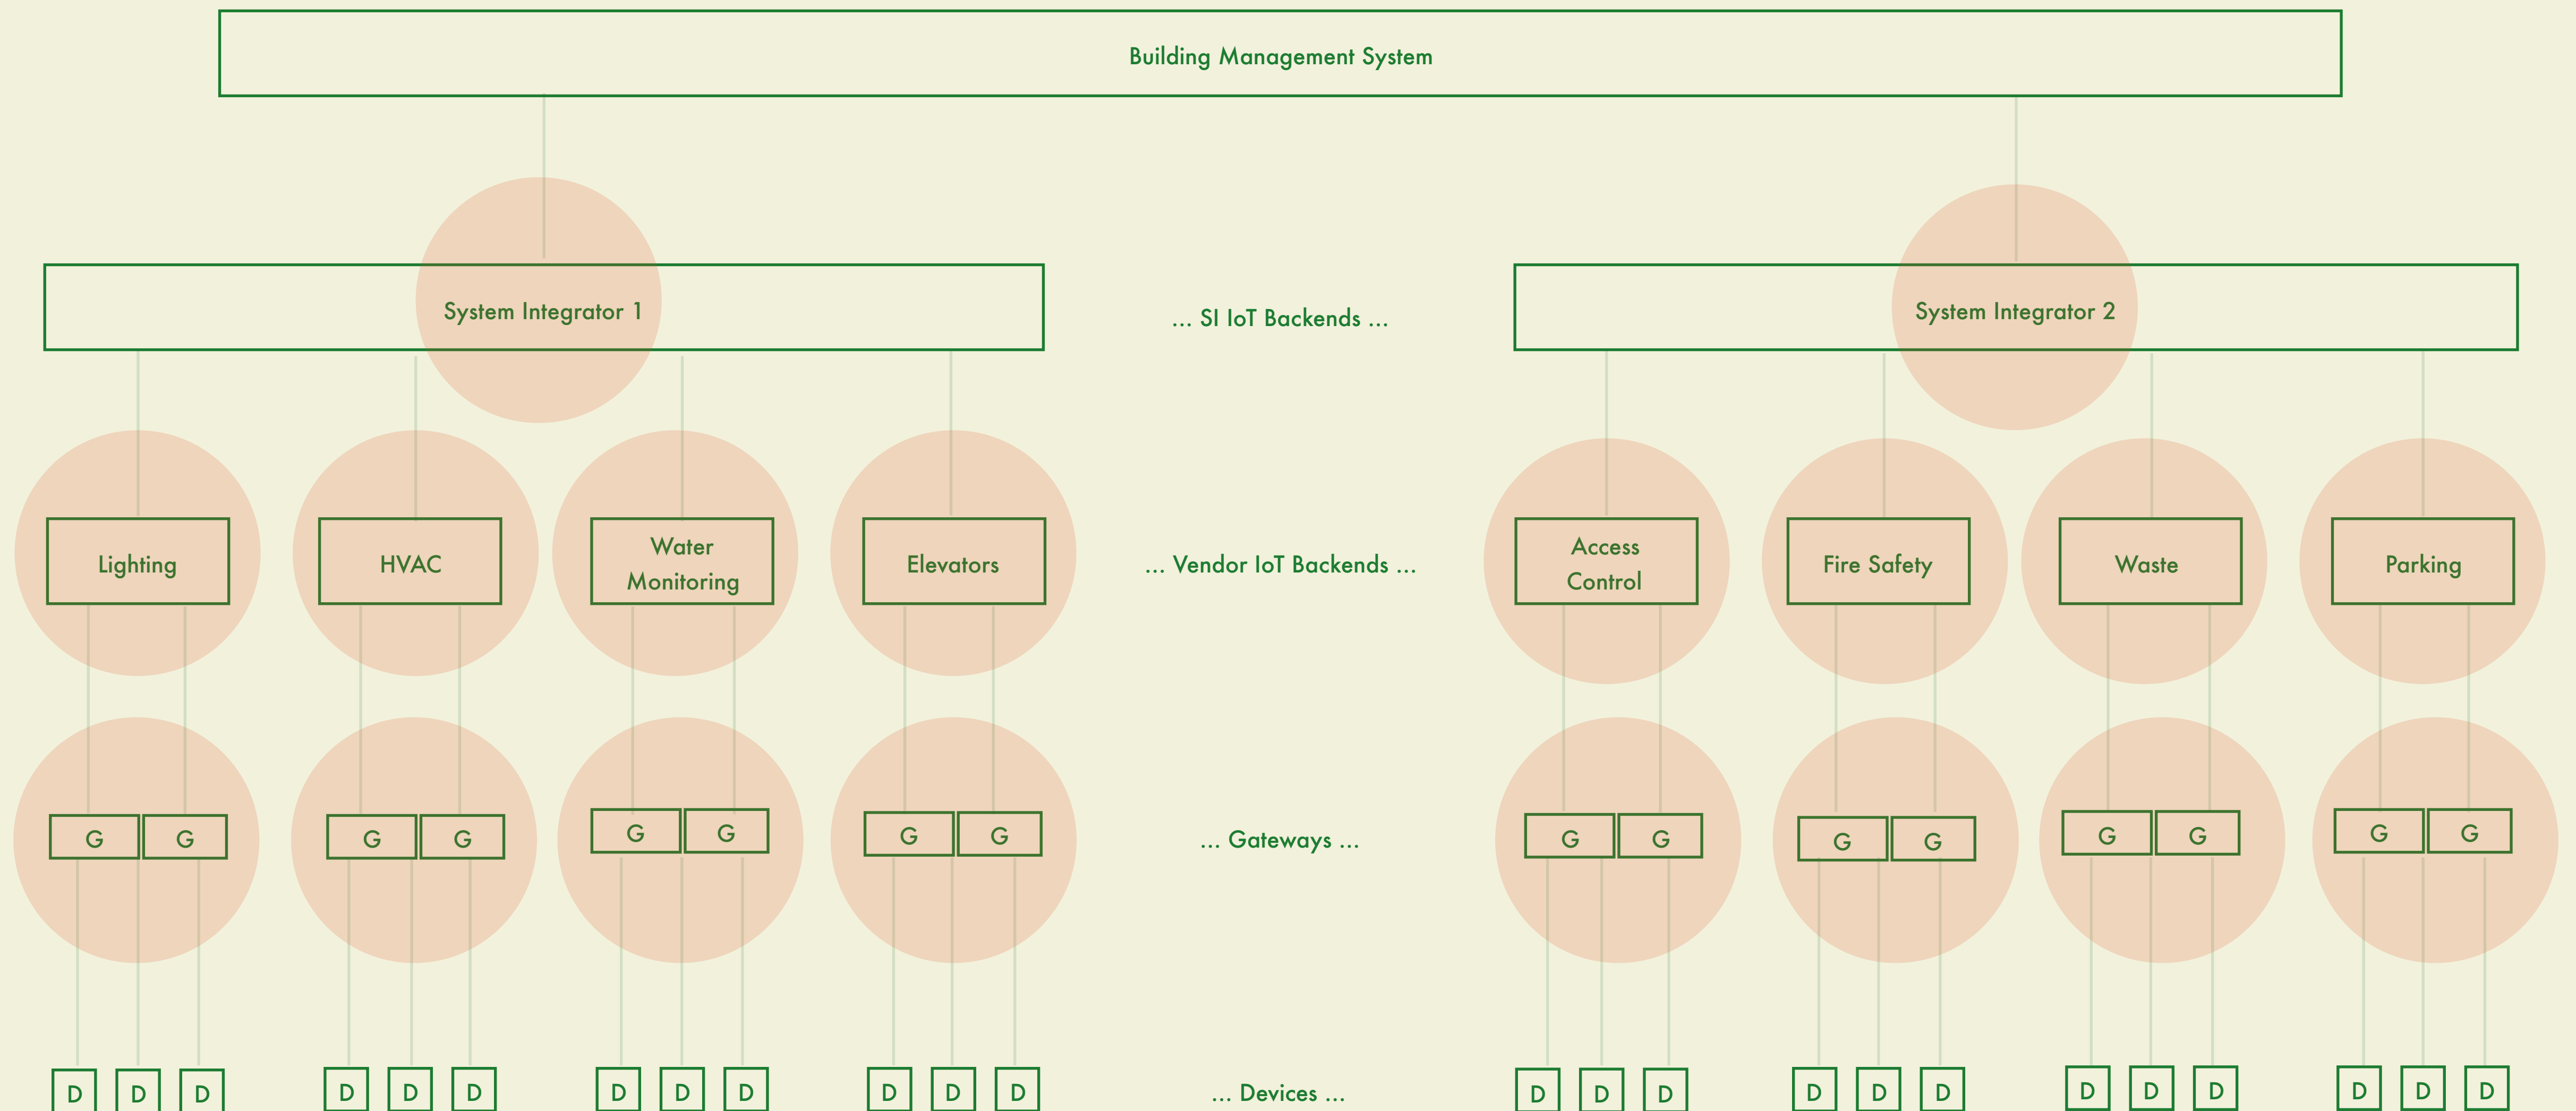 Building Management System
System Integrator 1
... SI IoT Backends ...
System Integrator 2
Lighting
HVAC
Water
Monitoring
Elevators
... Vendor IoT Backends ...
Access
Control
Fire Safety
Waste
Parking
G G
G G
G G
G G
... Gateways ...
G G
G G
G G
G G
D D D
D D D
D D D
D D D
... Devices ...
D D D
D D D
D D D
D D D